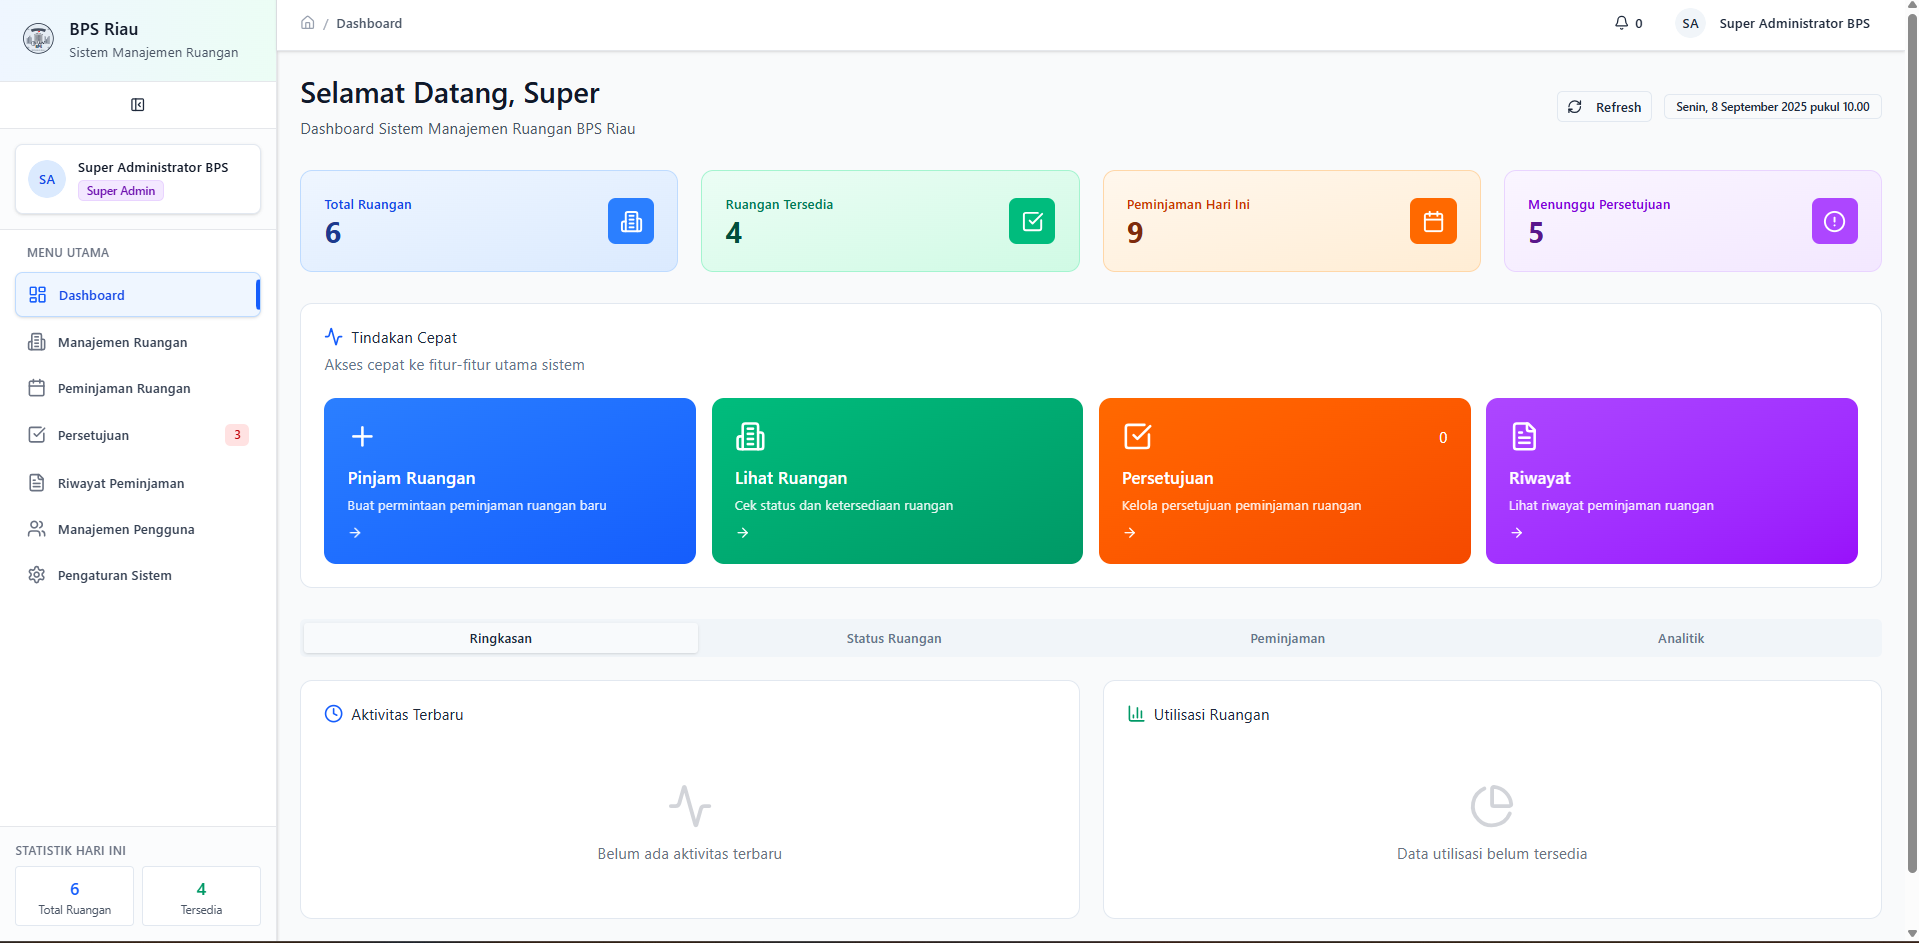 BPS Riau
Sistem Manajemen Ruangan
SA
Super Administrator BPS
Super Admin
MENU UTAMA
Dashboard
Manajemen Ruangan
Peminjaman Ruangan
Persetujuan 3
Riwayat Peminjaman
Manajemen Pengguna
Pengaturan Sistem
STATISTIK HARI INI
6
Total Ruangan
4
Tersedia
/ Dashboard
0
SA
Super Administrator BPS
Selamat Datang, Super
Dashboard Sistem Manajemen Ruangan BPS Riau
Refresh
Senin, 8 September 2025 pukul 10.00
Total Ruangan
6
Ruangan Tersedia
4
Peminjaman Hari Ini
9
Menunggu Persetujuan
5
Tindakan Cepat
Akses cepat ke fitur-fitur utama sistem
Pinjam Ruangan
Buat permintaan peminjaman ruangan baru
Lihat Ruangan
Cek status dan ketersediaan ruangan
0
Persetujuan
Kelola persetujuan peminjaman ruangan
Riwayat
Lihat riwayat peminjaman ruangan
Ringkasan
Status Ruangan
Peminjaman
Analitik
Aktivitas Terbaru
Belum ada aktivitas terbaru
Utilisasi Ruangan
Data utilisasi belum tersedia